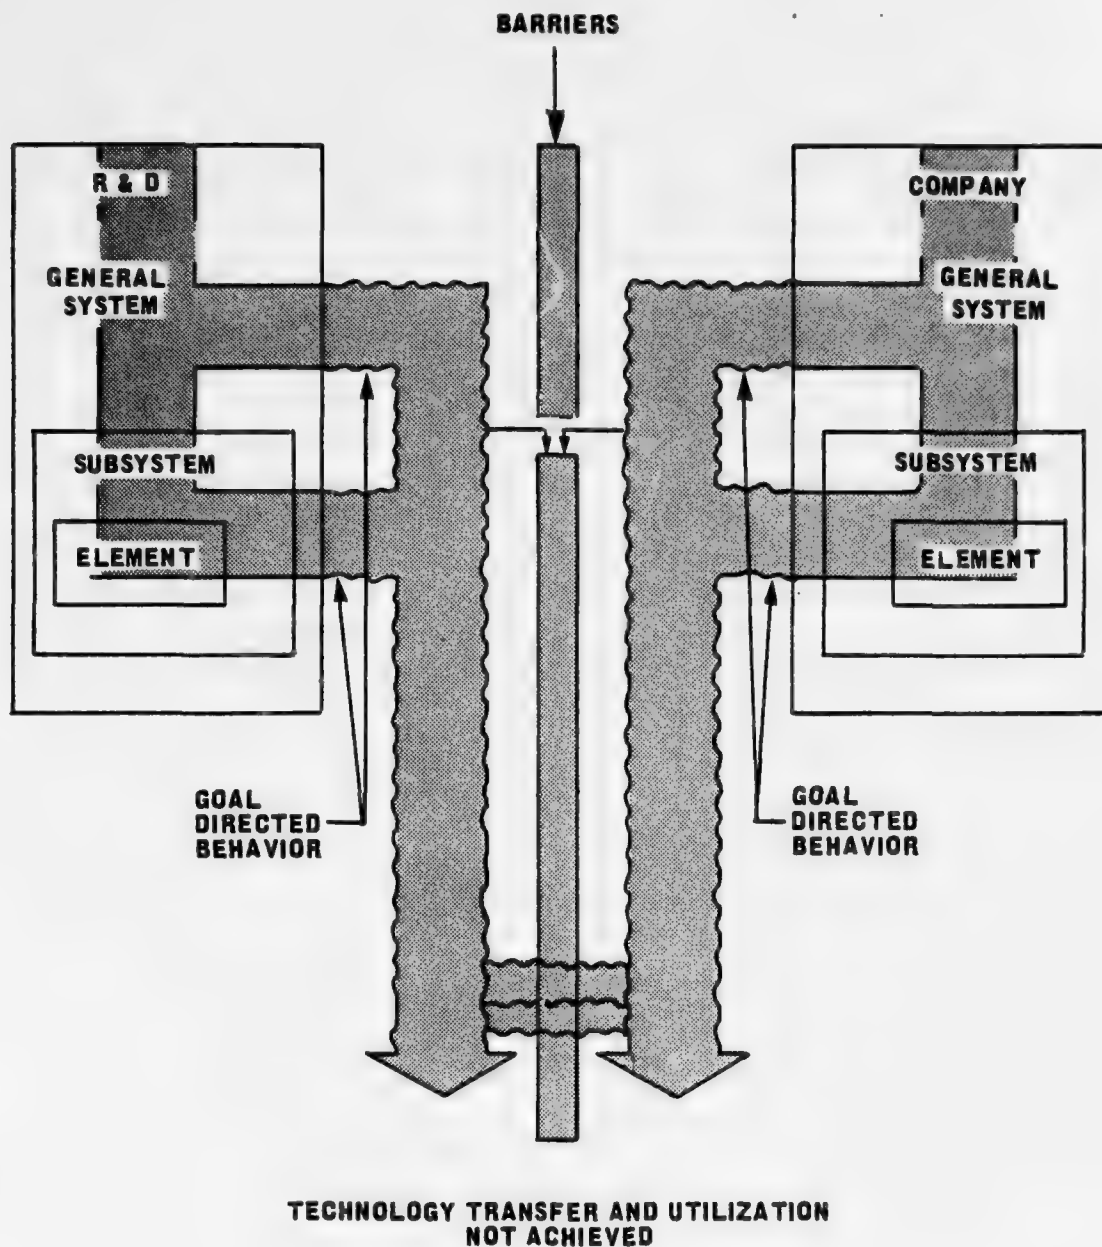 BARRIERS
R & D
GENERAL
SYSTEM
SUBSYSTEM
ELEMENT
COMPANY
GENERAL
SYSTEM
SUBSYSTEM
ELEMENT
GOAL
DIRECTED
BEHAVIOR
GOAL
DIRECTED
BEHAVIOR
TECHNOLOGY TRANSFER AND UTILIZATION
NOT ACHIEVED